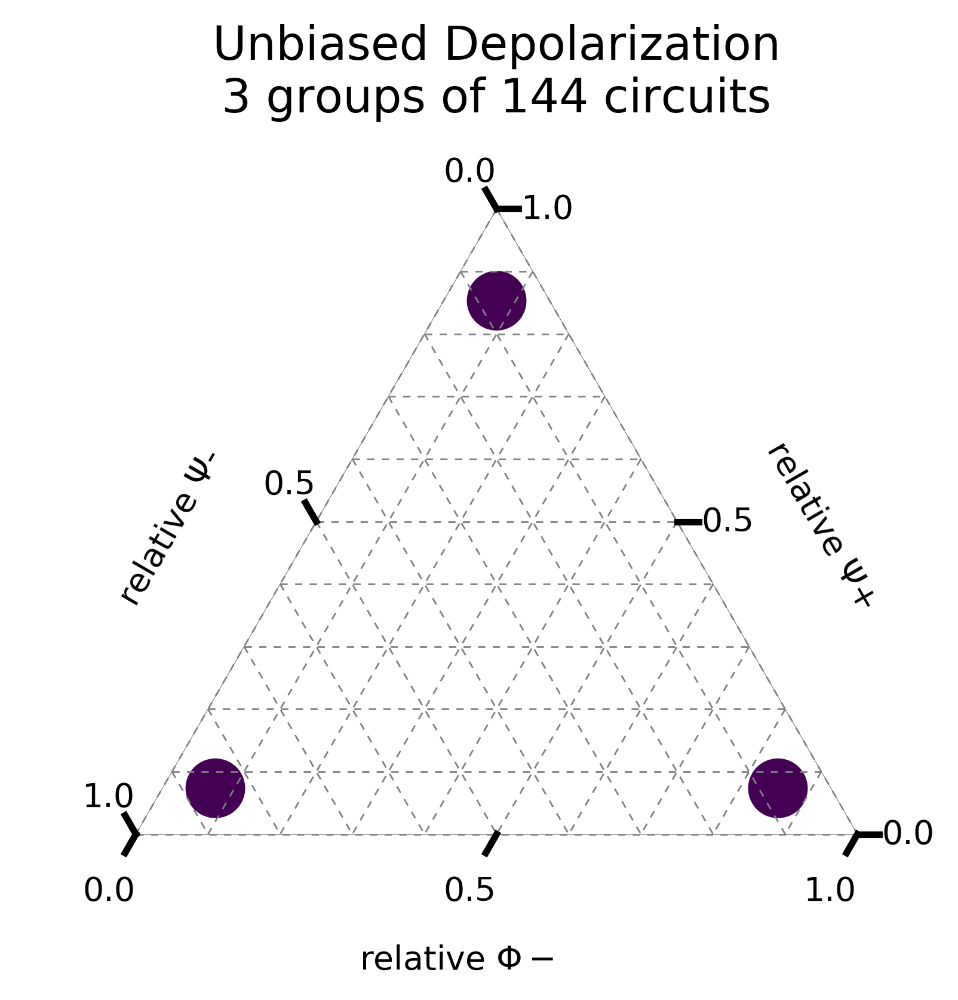 Unbiased Depolarization
3 groups of 144 circuits
0.0
1.0
relative Ψ-
0.5
0.5
relative Ψ+
1.0
0.0
0.0
0.5
1.0
relative Φ −